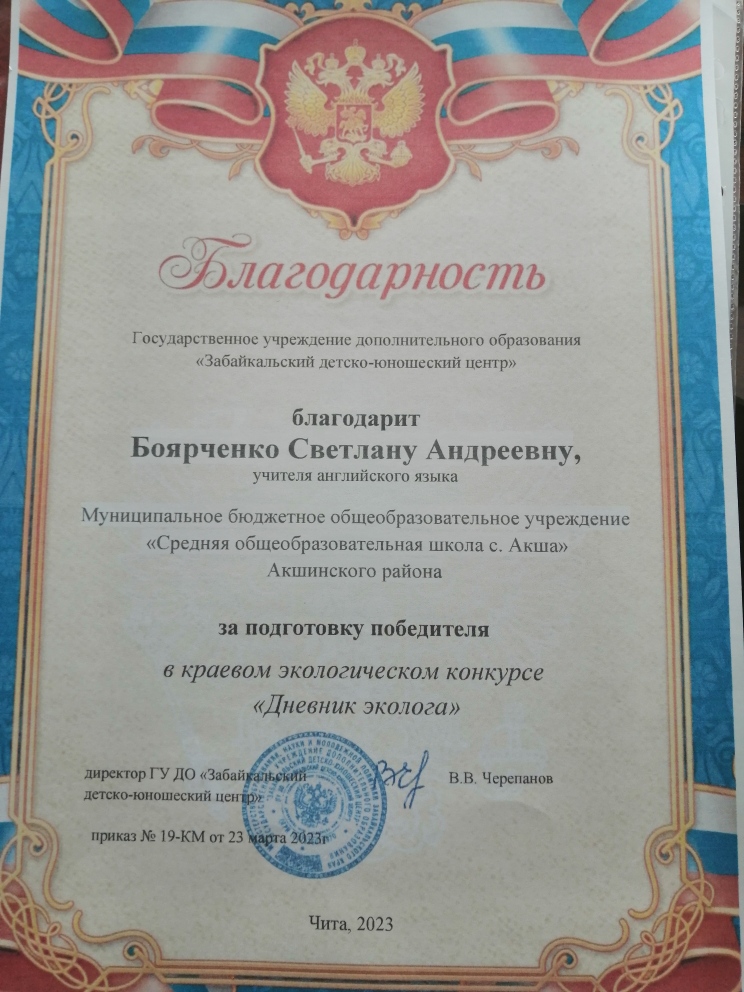 Благодарность
Государственное учреждение дополнительного образования
«Забайкальский детско-юношеский центр»
благодарит
Боярченко Светлану Андреевну,
учителя английского языка
Муниципальное бюджетное общеобразовательное учреждение
«Средняя общеобразовательная школа с. Акша»
Акшинского района
за подготовку победителя
в краевом экологическом конкурсе
«Дневник эколога»
директор ГУ ДО «Забайкальский
детско-юношеский центр»
В.В. Черепанов
приказ № 19-КМ от 23 марта 2023г
Чита, 2023